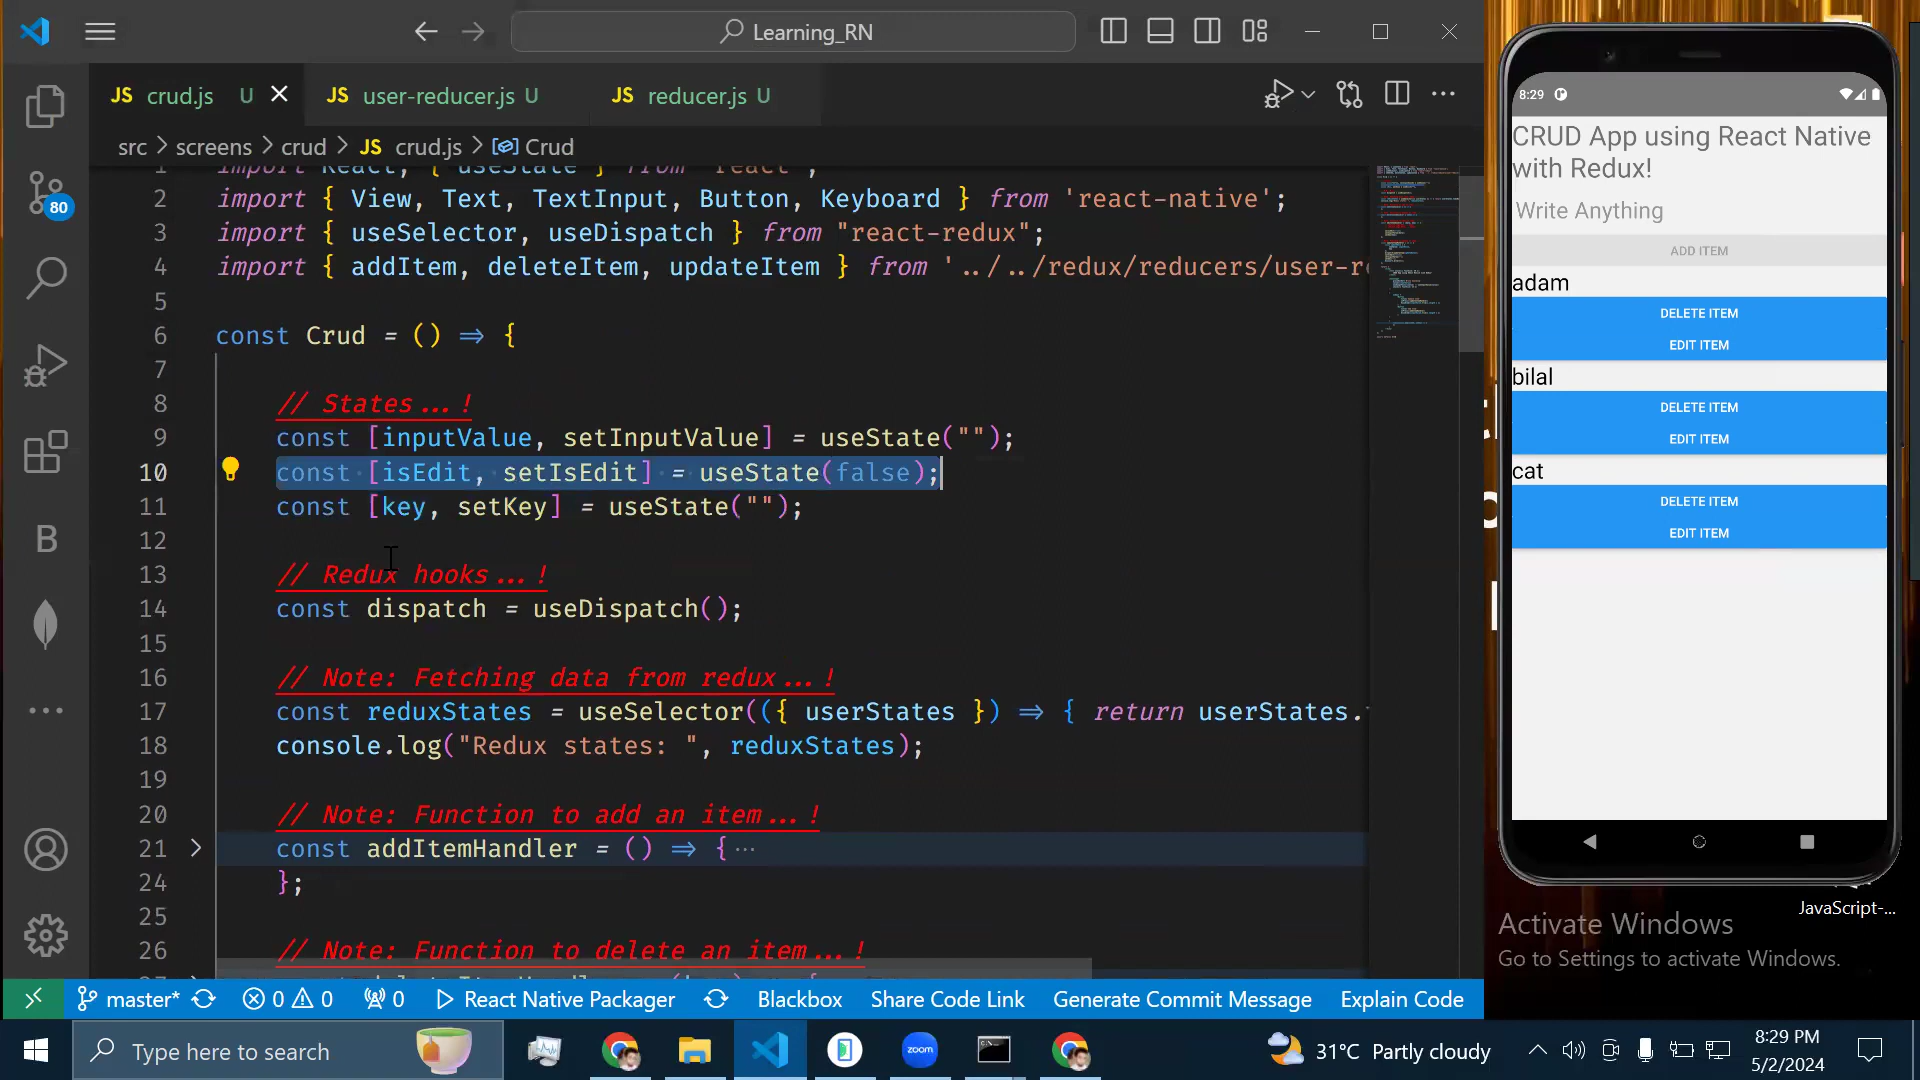 Learning_RN
JS crud.js U
JS user-reducer.js U
JS reducer.js U
src > screens > crud > JS crud.js > Crud
1 import React, { useState } from 'react';
2 import { View, Text, TextInput, Button, Keyboard } from 'react-native';
3 import { useSelector, useDispatch } from "react-redux";
4 import { addItem, deleteItem, updateItem } from '../../redux/reducers/user-re
5
6 const Crud = () => {
7
8 // States...!
9 const [inputValue, setInputValue] = useState("");
10 const [isEdit, setIsEdit] = useState(false);
11 const [key, setKey] = useState("");
12
13 // Redux hooks...!
14 const dispatch = useDispatch();
15
16 // Note: Fetching data from redux...!
17 const reduxStates = useSelector(({ userStates }) => { return userStates.
18 console.log("Redux states: ", reduxStates);
19
20 // Note: Function to add an item...!
21 const addItemHandler = () => { ...
24 };
25
26 // Note: Function to delete an item...!
80
B
master*
0 0
0
React Native Packager
Blackbox
Share Code Link
Generate Commit Message
Explain Code
8:29
CRUD App using React Native
with Redux!
Write Anything
ADD ITEM
adam
DELETE ITEM
EDIT ITEM
bilal
DELETE ITEM
EDIT ITEM
cat
DELETE ITEM
EDIT ITEM
JavaScript-...
Activate Windows
Go to Settings to activate Windows.
Type here to search
zoom
31°C Partly cloudy
8:29 PM
5/2/2024